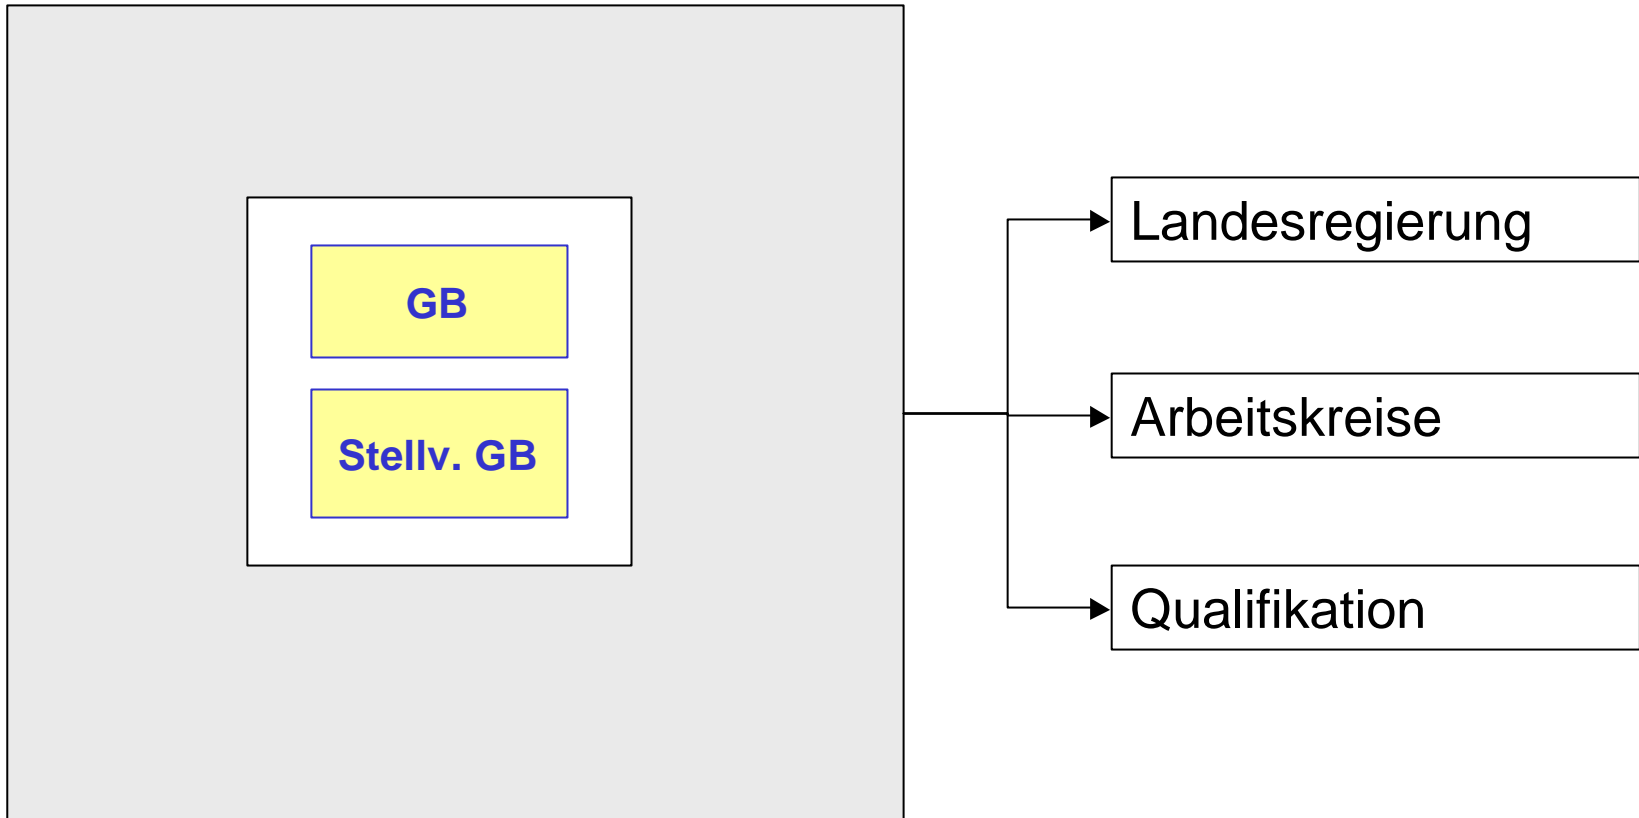 GB
Stellv. GB
Landesregierung
Arbeitskreise
Qualifikation